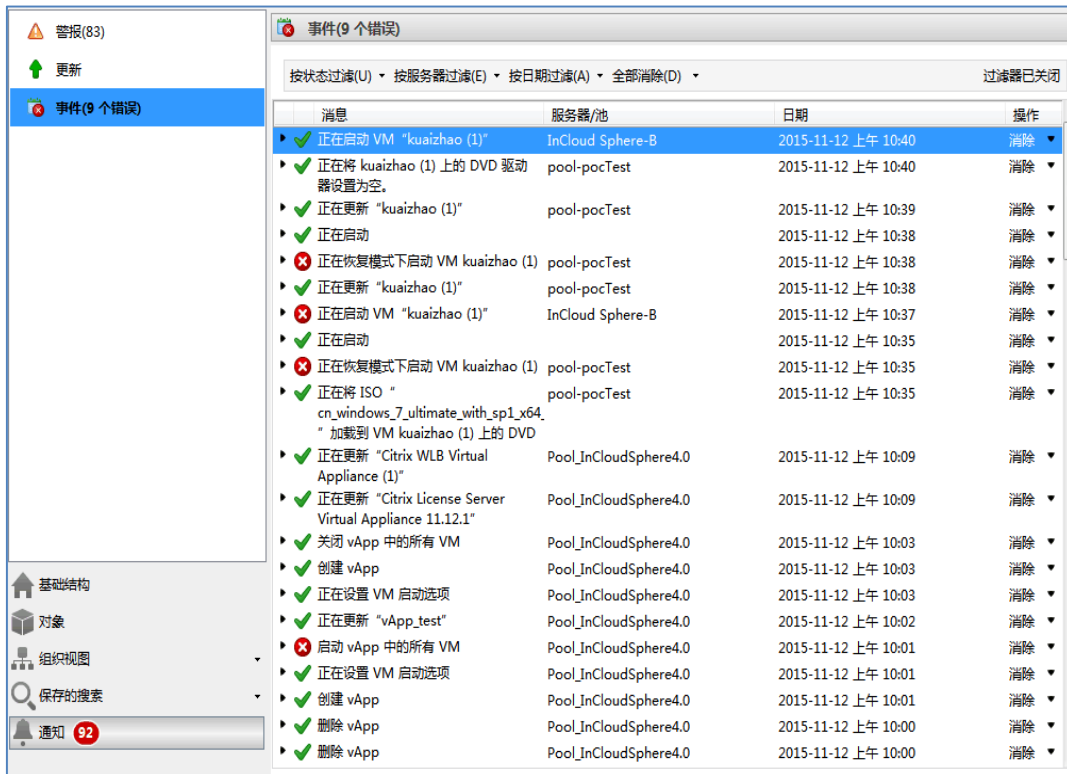 警报(83)
更新
事件(9 个错误)
基础结构
对象
组织视图
保存的搜索
通知 92
事件(9 个错误)
按状态过滤(U) 按服务器过滤(E) 按日期过滤(A) 全部消除(D) 过滤器已关闭
消息 服务器/池 日期 操作
正在启动 VM “kuaizhao (1)” InCloud Sphere-B 2015-11-12 上午 10:40 消除
正在将 kuaizhao (1) 上的 DVD 驱动 pool-pocTest 2015-11-12 上午 10:40 消除
器设置为空。
正在更新 “kuaizhao (1)” pool-pocTest 2015-11-12 上午 10:39 消除
正在启动 2015-11-12 上午 10:38 消除
正在恢复模式下启动 VM kuaizhao (1) pool-pocTest 2015-11-12 上午 10:38 消除
正在更新 “kuaizhao (1)” pool-pocTest 2015-11-12 上午 10:38 消除
正在启动 VM “kuaizhao (1)” InCloud Sphere-B 2015-11-12 上午 10:37 消除
正在启动 2015-11-12 上午 10:35 消除
正在恢复模式下启动 VM kuaizhao (1) pool-pocTest 2015-11-12 上午 10:35 消除
正在将 ISO “ pool-pocTest 2015-11-12 上午 10:35 消除
cn_windows_7_ultimate_with_sp1_x64_
” 加载到 VM kuaizhao (1) 上的 DVD
正在更新 “Citrix WLB Virtual Pool_InCloudSphere4.0 2015-11-12 上午 10:09 消除
Appliance (1)”
正在更新 “Citrix License Server Pool_InCloudSphere4.0 2015-11-12 上午 10:09 消除
Virtual Appliance 11.12.1”
关闭 vApp 中的所有 VM Pool_InCloudSphere4.0 2015-11-12 上午 10:03 消除
创建 vApp Pool_InCloudSphere4.0 2015-11-12 上午 10:03 消除
正在设置 VM 启动选项 Pool_InCloudSphere4.0 2015-11-12 上午 10:03 消除
正在更新 “vApp_test” Pool_InCloudSphere4.0 2015-11-12 上午 10:02 消除
启动 vApp 中的所有 VM Pool_InCloudSphere4.0 2015-11-12 上午 10:01 消除
正在设置 VM 启动选项 Pool_InCloudSphere4.0 2015-11-12 上午 10:01 消除
创建 vApp Pool_InCloudSphere4.0 2015-11-12 上午 10:01 消除
删除 vApp Pool_InCloudSphere4.0 2015-11-12 上午 10:00 消除
删除 vApp Pool_InCloudSphere4.0 2015-11-12 上午 10:00 消除